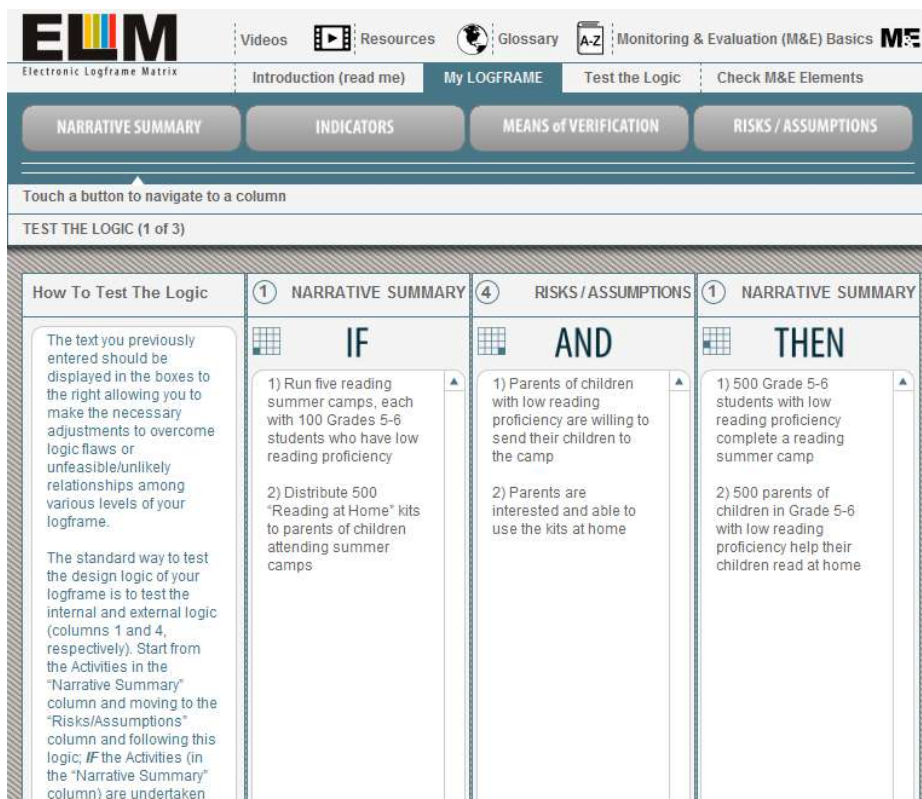 ELM
Electronic Logframe Matrix
Videos
Resources
Glossary
A-Z
Monitoring & Evaluation (M&E) Basics
M&E
Introduction (read me)
My LOGFRAME
Test the Logic
Check M&E Elements
NARRATIVE SUMMARY
INDICATORS
MEANS of VERIFICATION
RISKS / ASSUMPTIONS
Touch a button to navigate to a column
TEST THE LOGIC (1 of 3)
How To Test The Logic
The text you previously
entered should be
displayed in the boxes to
the right allowing you to
make the necessary
adjustments to overcome
logic flaws or
unfeasible/unlikely
relationships among
various levels of your
logframe.
The standard way to test
the design logic of your
logframe is to test the
internal and external logic
(columns 1 and 4,
respectively). Start from
the Activities in the
"Narrative Summary"
column and moving to the
"Risks/Assumptions"
column and following this
logic; IF the Activities (in
the "Narrative Summary"
column) are undertaken
1 NARRATIVE SUMMARY
IF
1) Run five reading
summer camps, each
with 100 Grades 5-6
students who have low
reading proficiency
2) Distribute 500
"Reading at Home" kits
to parents of children
attending summer
camps
4 RISKS / ASSUMPTIONS
AND
1) Parents of children
with low reading
proficiency are willing to
send their children to
the camp
2) Parents are
interested and able to
use the kits at home
1 NARRATIVE SUMMARY
THEN
1) 500 Grade 5-6
students with low
reading proficiency
complete a reading
summer camp
2) 500 parents of
children in Grade 5-6
with low reading
proficiency help their
children read at home